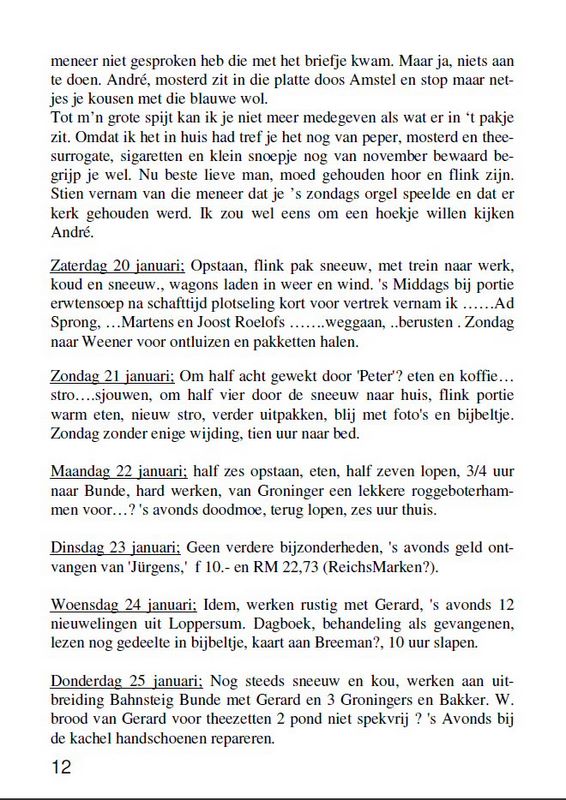 meneer niet gesproken heb die met het briefje kwam. Maar ja, niets aan
te doen. André, mosterd zit in die platte doos Amstel en stop maar net-
jes je kousen met die blauwe wol.
Tot m’n grote spijt kan ik je niet meer medegeven als wat er in ‘t pakje
zit. Omdat ik het in huis had tref je het nog van peper, mosterd en thee-
surrogate, sigaretten en klein snoepje nog van november bewaard be-
grijp je wel. Nu beste lieve man, moed gehouden hoor en flink zijn.
Stien vernam van die meneer dat je ’s zondags orgel speelde en dat er
kerk gehouden werd. Ik zou wel eens om een hoekje willen kijken
André.
Zaterdag 20 januari; Opstaan, flink pak sneeuw, met trein naar werk,
koud en sneeuw., wagons laden in weer en wind. 's Middags bij portie
erwtensoep na schafttijd plotseling kort voor vertrek vernam ik ……Ad
Sprong, …Martens en Joost Roelofs …….weggaan, ..berusten . Zondag
naar Weener voor ontluizen en pakketten halen.
Zondag 21 januari; Om half acht gewekt door 'Peter'? eten en koffie…
stro….sjouwen, om half vier door de sneeuw naar huis, flink portie
warm eten, nieuw stro, verder uitpakken, blij met foto's en bijbeltje.
Zondag zonder enige wijding, tien uur naar bed.
Maandag 22 januari; half zes opstaan, eten, half zeven lopen, 3/4 uur
naar Bunde, hard werken, van Groninger een lekkere roggeboterham-
men voor…? 's avonds doodmoe, terug lopen, zes uur thuis.
Dinsdag 23 januari; Geen verdere bijzonderheden, 's avonds geld ont-
vangen van 'Jürgens,' f 10.- en RM 22,73 (ReichsMarken?).
Woensdag 24 januari; Idem, werken rustig met Gerard, 's avonds 12
nieuwelingen uit Loppersum. Dagboek, behandeling als gevangenen,
lezen nog gedeelte in bijbeltje, kaart aan Breeman?, 10 uur slapen.
Donderdag 25 januari; Nog steeds sneeuw en kou, werken aan uit-
breiding Bahnsteig Bunde met Gerard en 3 Groningers en Bakker. W.
brood van Gerard voor theezetten 2 pond niet spekvrij ? 's Avonds bij
de kachel handschoenen repareren.
12